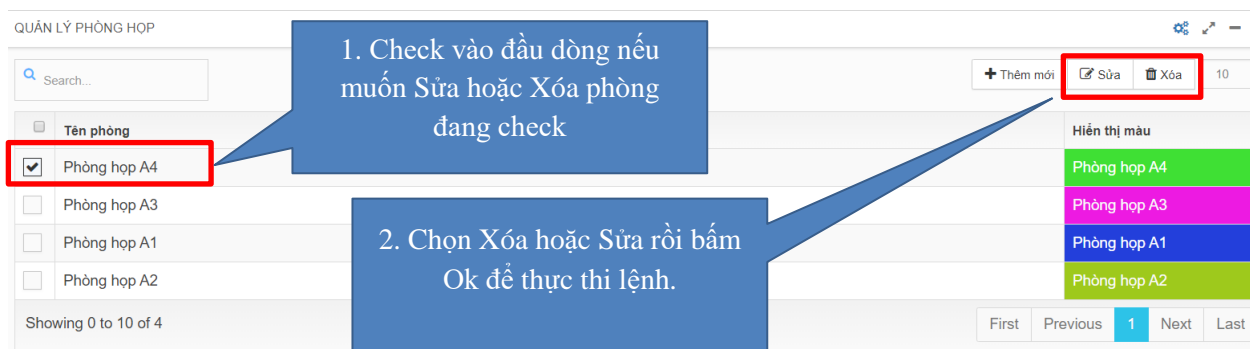 QUẢN LÝ PHÒNG HỌP
1. Check vào đầu dòng nếu
muốn Sửa hoặc Xóa phòng
đang check
Search...
Thêm mới Sửa Xóa 10
Tên phòng Hiển thị màu
Phòng họp A4 Phòng họp A4
Phòng họp A3 Phòng họp A3
Phòng họp A1 Phòng họp A1
Phòng họp A2 Phòng họp A2
2. Chọn Xóa hoặc Sửa rồi bấm
Ok để thực thi lệnh.
Showing 0 to 10 of 4 First Previous 1 Next Last